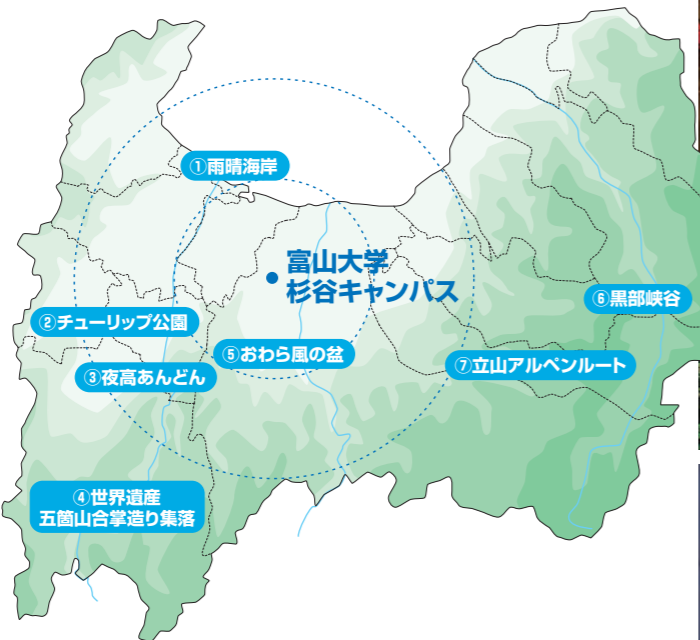 ①雨晴海岸
富山大学
杉谷キャンパス
②チューリップ公園
③夜高あんどん
⑤おわら風の盆
⑥黒部峡谷
⑦立山アルペンルート
④世界遺産
五箇山合掌造り集落